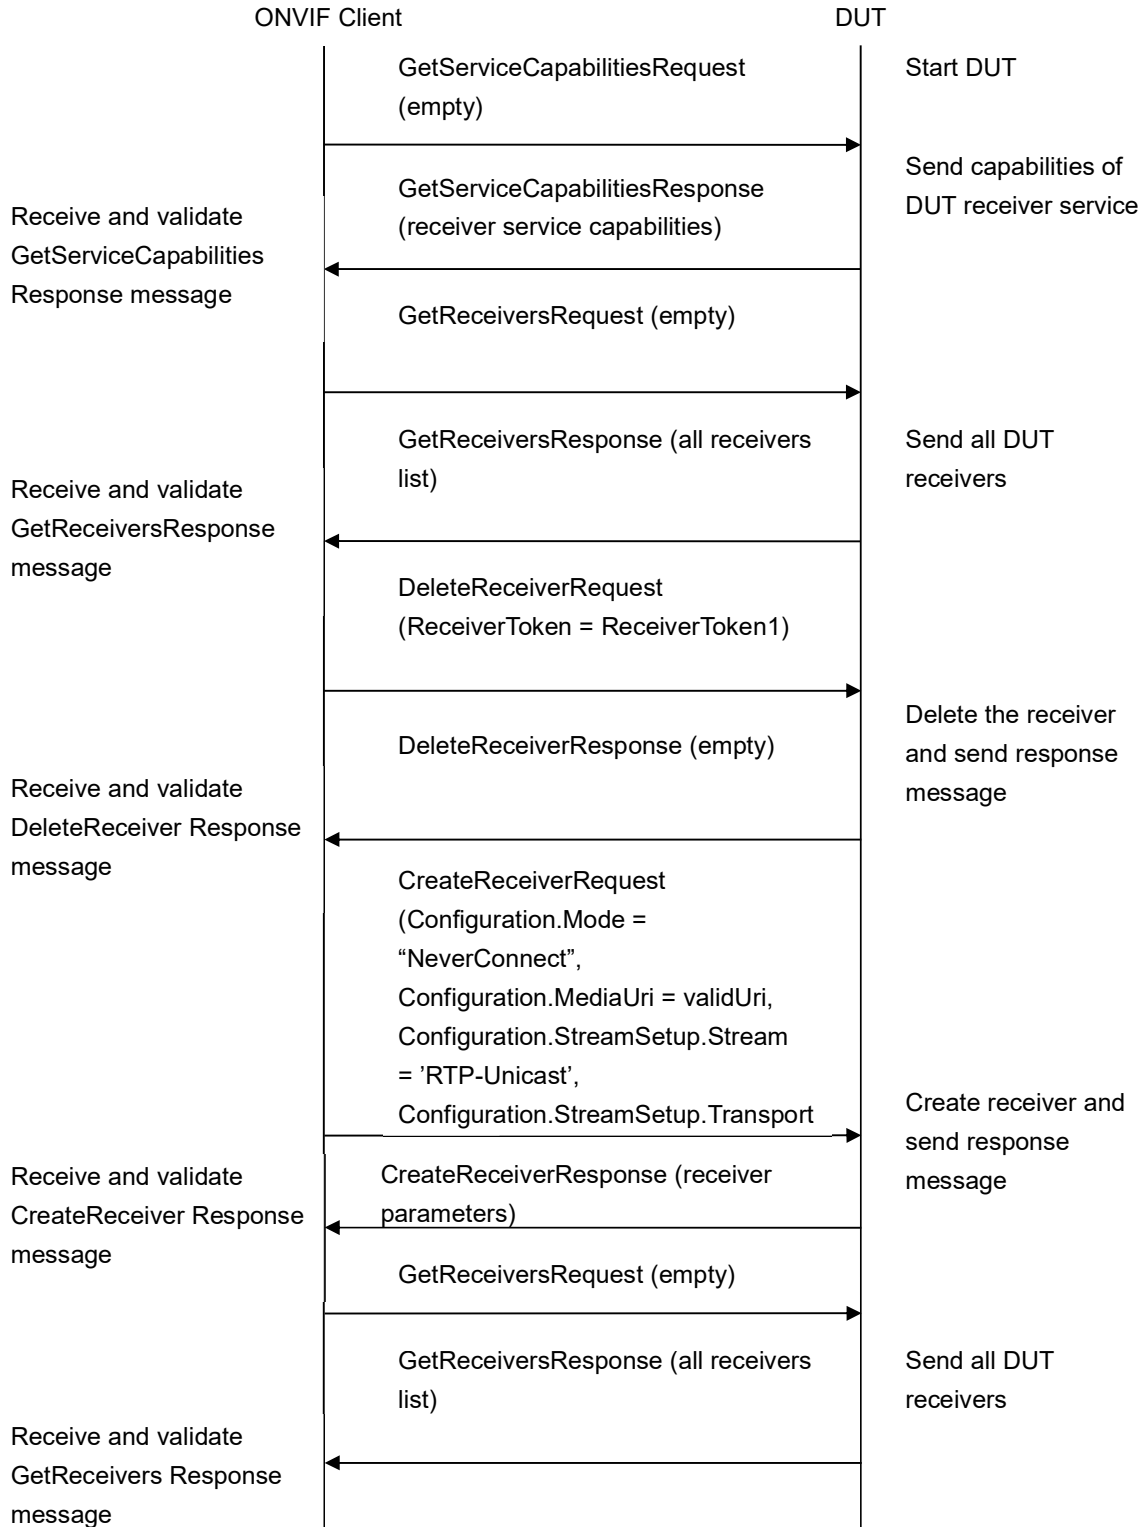 ONVIF Client
DUT
GetServiceCapabilitiesRequest
(empty)
Start DUT
Send capabilities of
DUT receiver service
GetServiceCapabilitiesResponse
(receiver service capabilities)
Receive and validate
GetServiceCapabilities
Response message
GetReceiversRequest (empty)
GetReceiversResponse (all receivers
list)
Send all DUT
receivers
Receive and validate
GetReceiversResponse
message
DeleteReceiverRequest
(ReceiverToken = ReceiverToken1)
Delete the receiver
and send response
message
DeleteReceiverResponse (empty)
Receive and validate
DeleteReceiver Response
message
CreateReceiverRequest
(Configuration.Mode =
“NeverConnect”,
Configuration.MediaUri = validUri,
Configuration.StreamSetup.Stream
= ’RTP-Unicast’,
Configuration.StreamSetup.Transport
Create receiver and
send response
message
CreateReceiverResponse (receiver
parameters)
Receive and validate
CreateReceiver Response
message
GetReceiversRequest (empty)
GetReceiversResponse (all receivers
list)
Send all DUT
receivers
Receive and validate
GetReceivers Response
message